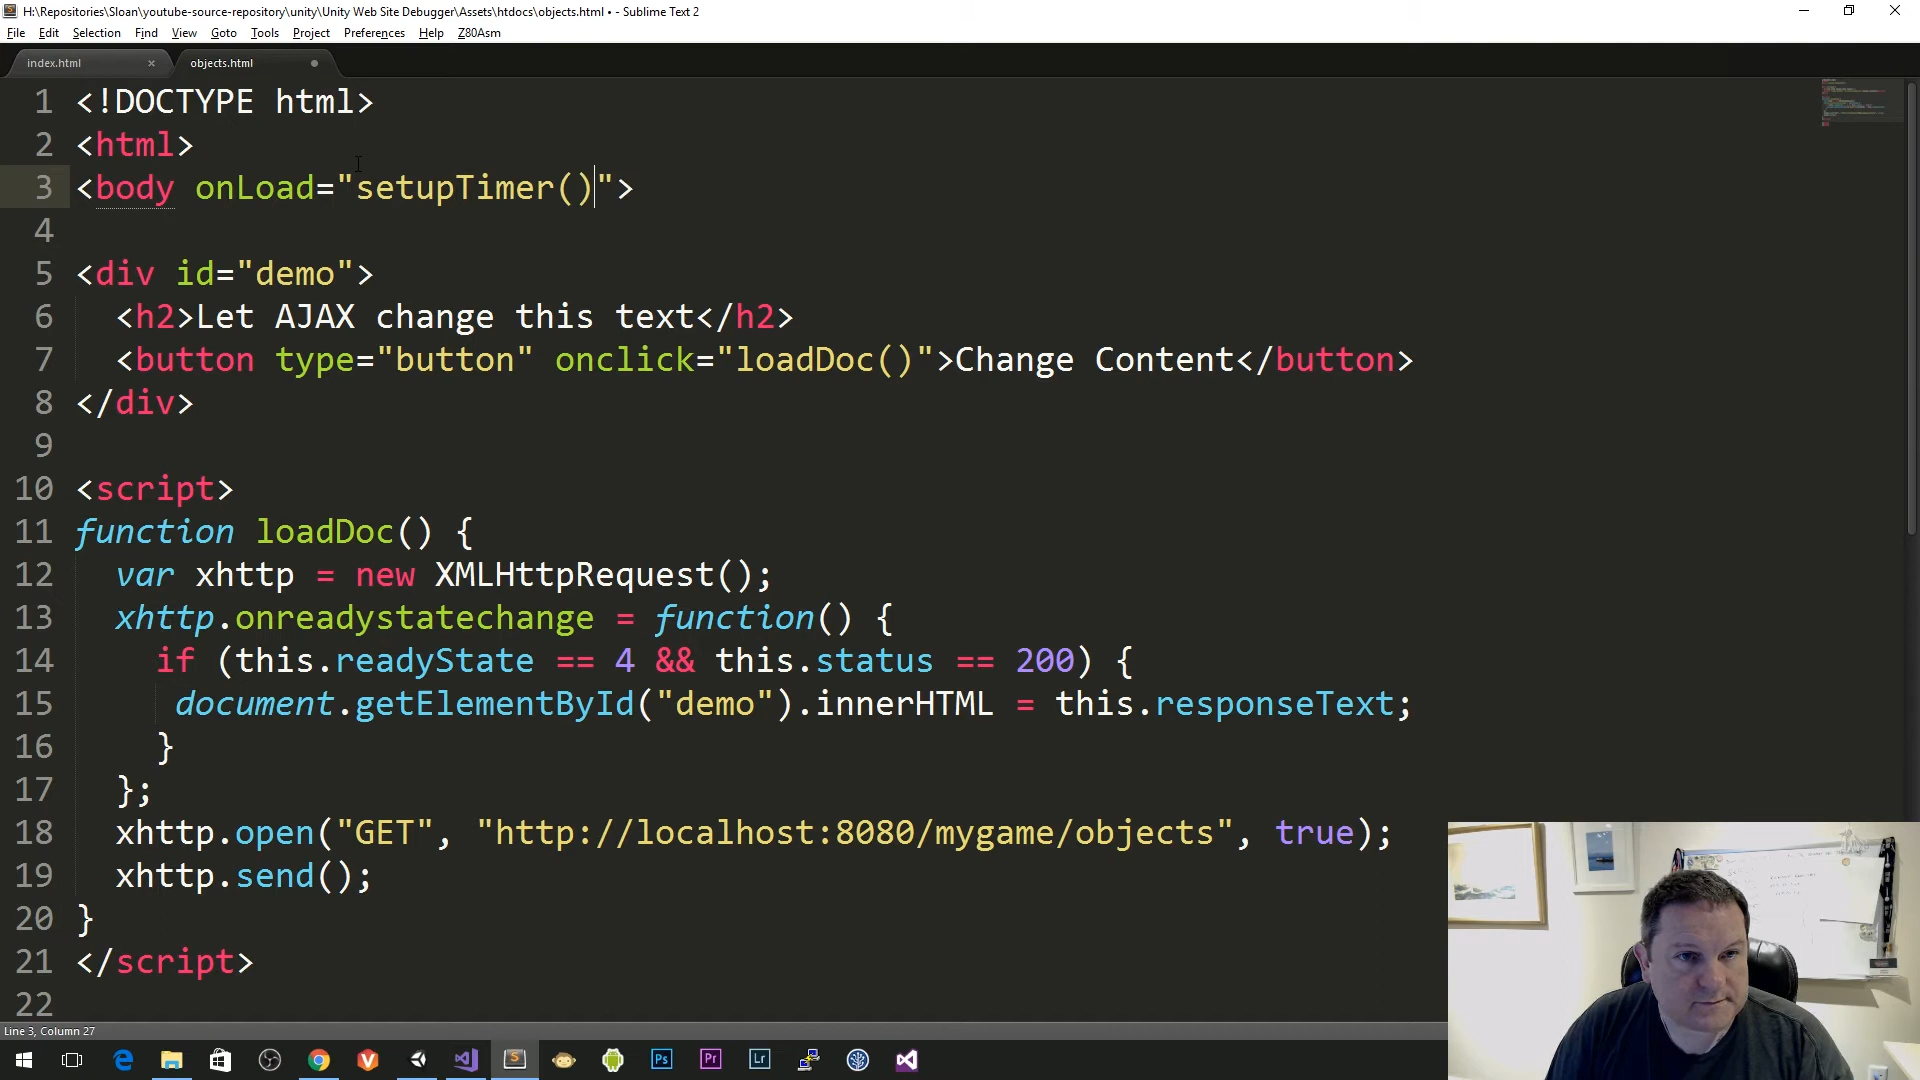 H:\Repositories\Sloan\youtube-source-repository\unity\Unity Web Site Debugger\Assets\htdocs\objects.html • - Sublime Text 2
File Edit Selection Find View Goto Tools Project Preferences Help Z80Asm
index.html × objects.html
1 <!DOCTYPE html>
2 <html>
3 <body onLoad="setupTimer()">
4
5 <div id="demo">
6 <h2>Let AJAX change this text</h2>
7 <button type="button" onclick="loadDoc()">Change Content</button>
8 </div>
9
10 <script>
11 function loadDoc() {
12 var xhttp = new XMLHttpRequest();
13 xhttp.onreadystatechange = function() {
14 if (this.readyState == 4 && this.status == 200) {
15 document.getElementById("demo").innerHTML = this.responseText;
16 }
17 };
18 xhttp.open("GET", "http://localhost:8080/mygame/objects", true);
19 xhttp.send();
20 }
21 </script>
22
Line 3, Column 27
Ps Pr Lr